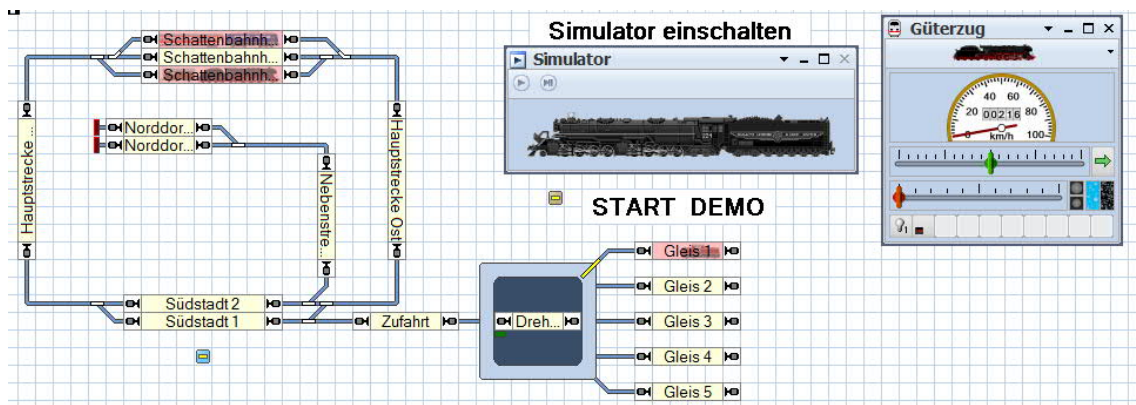 Schattenbahnh...
Schattenbahnh...
Schattenbahnh...
Norddor...
Norddor...
Hauptstrecke ...
Nebenstre...
Hauptstrecke Ost
Südstadt 2
Südstadt 1
Zufahrt
Dreh...
Simulator einschalten
Simulator
START DEMO
Gleis 1
Gleis 2
Gleis 3
Gleis 4
Gleis 5
Güterzug
0 20 40 60 80 100
00216
km/h
1